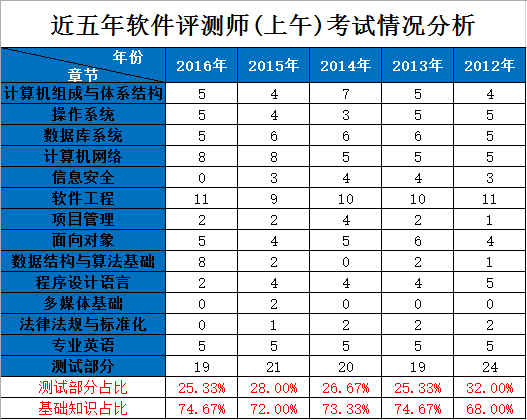 近五年软件评测师(上午)考试情况分析
年份 章节 2016年 2015年 2014年 2013年 2012年
计算机组成与体系结构 5 4 7 5 4
操作系统 5 4 3 5 5
数据库系统 5 6 6 6 5
计算机网络 8 8 5 5 5
信息安全 0 3 4 4 3
软件工程 11 9 10 10 11
项目管理 2 2 4 2 1
面向对象 5 4 5 6 4
数据结构与算法基础 8 2 0 2 1
程序设计语言 2 4 4 4 5
多媒体基础 0 2 0 0 0
法律法规与标准化 0 1 2 2 2
专业英语 5 5 5 5 5
测试部分 19 21 20 19 24
测试部分占比 25.33% 28.00% 26.67% 25.33% 32.00%
基础知识占比 74.67% 72.00% 73.33% 74.67% 68.00%